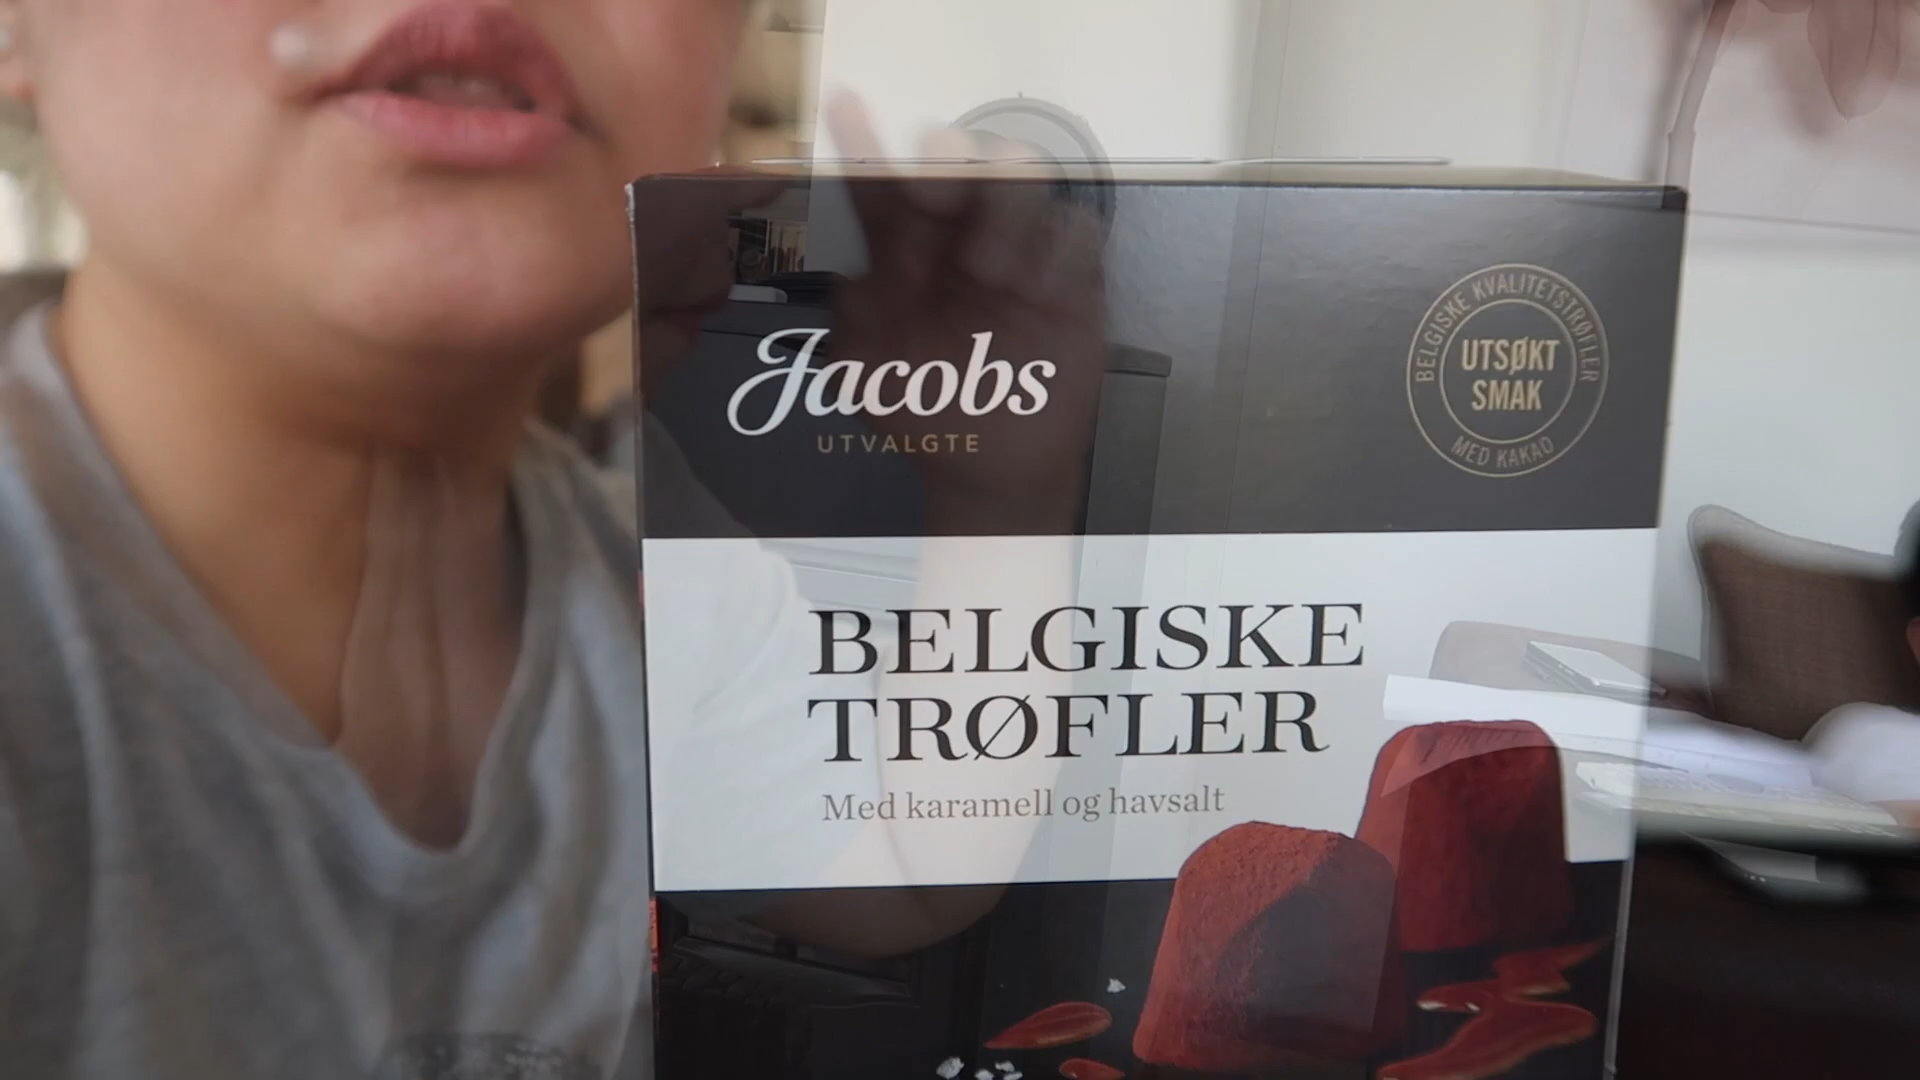 Jacobs
UTVALGTE
BELGISKE KVALITETSTRØFLER
UTSØKT
SMAK
MED KAKAO
BELGISKE
TRØFLER
Med karamell og havsalt